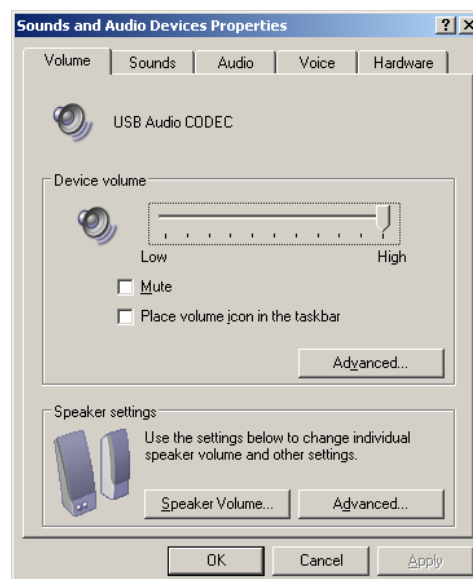 Sounds and Audio Devices Properties
Volume
Sounds
Audio
Voice
Hardware
USB Audio CODEC
Device volume
Low
High
Mute
Place volume icon in the taskbar
Advanced...
Speaker settings
Use the settings below to change individual
speaker volume and other settings.
Speaker Volume...
Advanced...
OK
Cancel
Apply